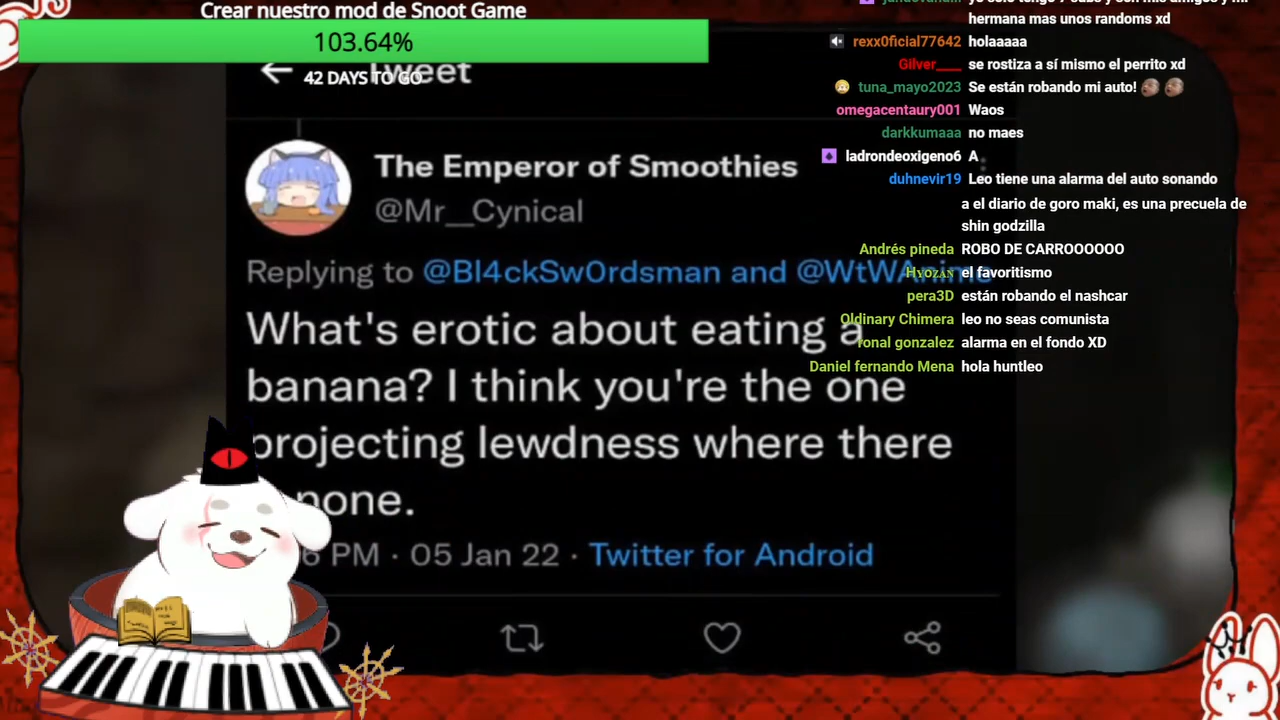 Crear nuestro mod de Snoot Game
103.64%
42 DAYS TO GO
Tweet
The Emperor of Smoothies
@Mr__Cynical
Replying to @Bl4ckSw0rdsman and @WtWAnime
What's erotic about eating a
banana? I think you're the one
projecting lewdness where there
none.
6 PM · 05 Jan 22 · Twitter for Android
hermana mas unos randoms xd
rexx0ficial77642 holaaaaa
Gilver____ se rostiza a sí mismo el perrito xd
tuna_mayo2023 Se están robando mi auto!
omegacentaury001 Waos
darkkumaaa no maes
ladrondeoxigeno6 A
duhnevir19 Leo tiene una alarma del auto sonando
a el diario de goro maki, es una precuela de
shin godzilla
Andrés pineda ROBO DE CARROOOOOO
Hyozan el favoritismo
pera3D están robando el nashcar
Oldinary Chimera leo no seas comunista
ronal gonzalez alarma en el fondo XD
Daniel fernando Mena hola huntleo